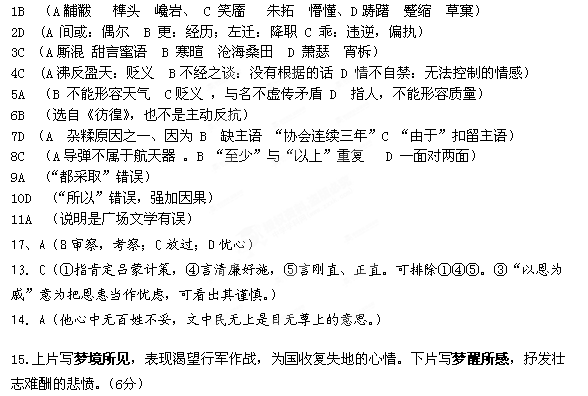 1B （A黼黻 榫头 巉岩、 C 笑靥 朱拓 懵懂、D踌躇 蹙缩 草窠）
2D （A 间或：偶尔 B 更：经历；左迁：降职 C 乖：违逆，偏执）
3C （A厮混 甜言蜜语 B 寒暄 沧海桑田 D 萧瑟 宵柝）
4C （A沸反盈天：贬义 B不经之谈：没有根据的话 D 情不自禁：无法控制的情感）
5A （B 不能形容天气 C贬义 ，与名不虚传矛盾 D 指人，不能形容质量）
6B （选自《彷徨》，也不是主动反抗）
7D（A 杂糅原因之一、因为 B 缺主语 “协会连续三年”C “由于”扣留主语）
8C（A导弹不属于航天器 。B “至少”与“以上”重复 D 一面对两面）
9A （“都采取”错误）
10D （“所以”错误，强加因果）
11A （说明是广场文学有误）
17、A（B审察，考察；C放过；D忧心）
13．C（①指肯定吕蒙计策，④言清廉好施，⑤言刚直、正直。可排除①④⑤。③“以恩为
戚”意为把恩惠当作忧虑，可看出其谨慎。）
14．A（他心中无百姓不妥，文中民无上是目无尊上的意思。）
15.上片写梦境所见，表现渴望行军作战，为国收复失地的心情。下片写梦醒所感，抒发壮
志难酬的悲愤。（6分）